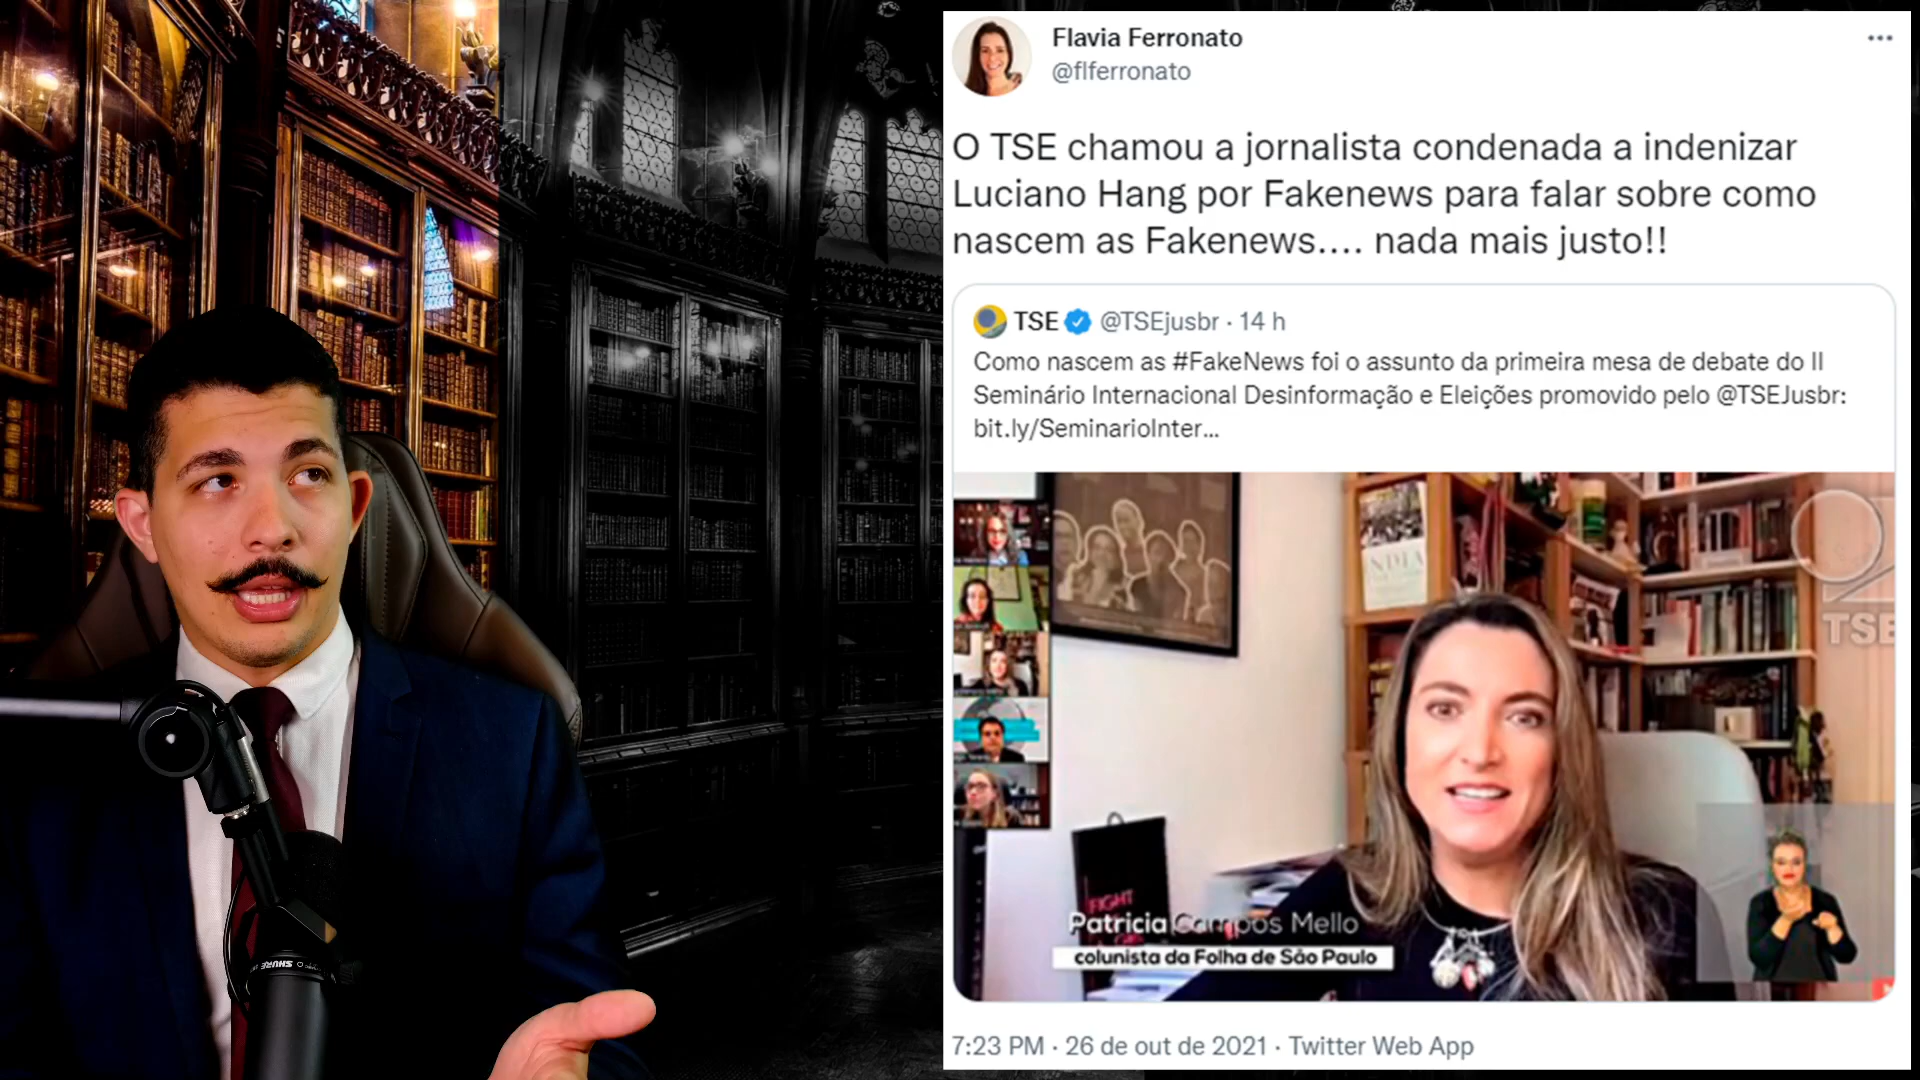 Flavia Ferronato
@flferronato
O TSE chamou a jornalista condenada a indenizar
Luciano Hang por Fakenews para falar sobre como
nascem as Fakenews.... nada mais justo!!
TSE @TSEjusbr · 14 h
Como nascem as #FakeNews foi o assunto da primeira mesa de debate do II
Seminário Internacional Desinformação e Eleições promovido pelo @TSEJusbr:
bit.ly/SeminarioInter...
TSE
FIGHT
Patricia Campos Mello
colunista da Folha de São Paulo
SHURE
7:23 PM · 26 de out de 2021 · Twitter Web App